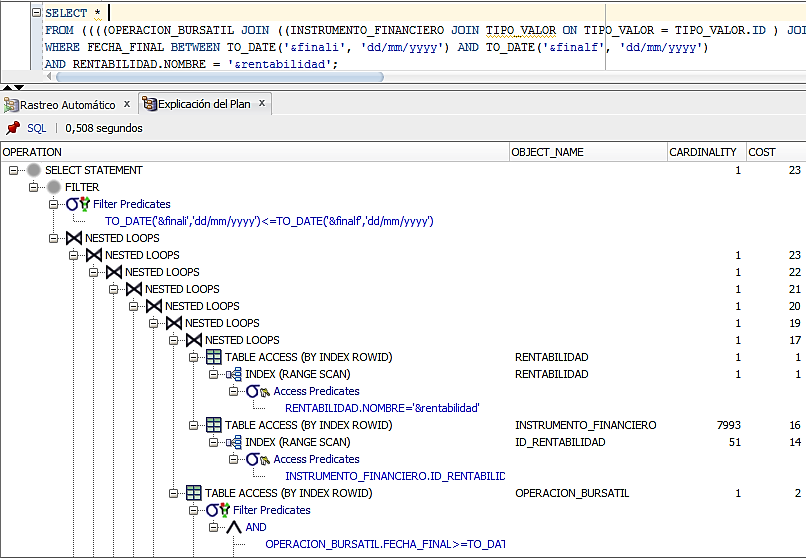 SELECT *
FROM ((((OPERACION_BURSATIL JOIN ((INSTRUMENTO_FINANCIERO JOIN TIPO_VALOR ON TIPO_VALOR = TIPO_VALOR.ID ) JOI
WHERE FECHA_FINAL BETWEEN TO_DATE('&finali', 'dd/mm/yyyy') AND TO_DATE('&finalf', 'dd/mm/yyyy')
AND RENTABILIDAD.NOMBRE = '&rentabilidad';
Rastreo Automático x Explicación del Plan x
SQL | 0,508 segundos
OPERATION OBJECT_NAME CARDINALITY COST
SELECT STATEMENT 1 23
FILTER
Filter Predicates
TO_DATE('&finali','dd/mm/yyyy')<=TO_DATE('&finalf','dd/mm/yyyy')
NESTED LOOPS
NESTED LOOPS 1 23
NESTED LOOPS 1 22
NESTED LOOPS 1 21
NESTED LOOPS 1 20
NESTED LOOPS 1 19
NESTED LOOPS 1 17
TABLE ACCESS (BY INDEX ROWID) RENTABILIDAD 1 1
INDEX (RANGE SCAN) RENTABILIDAD 1 1
Access Predicates
RENTABILIDAD.NOMBRE='&rentabilidad'
TABLE ACCESS (BY INDEX ROWID) INSTRUMENTO_FINANCIERO 7993 16
INDEX (RANGE SCAN) ID_RENTABILIDAD 51 14
Access Predicates
INSTRUMENTO_FINANCIERO.ID_RENTABILID
TABLE ACCESS (BY INDEX ROWID) OPERACION_BURSATIL 1 2
Filter Predicates
AND
OPERACION_BURSATIL.FECHA_FINAL>=TO_DAT